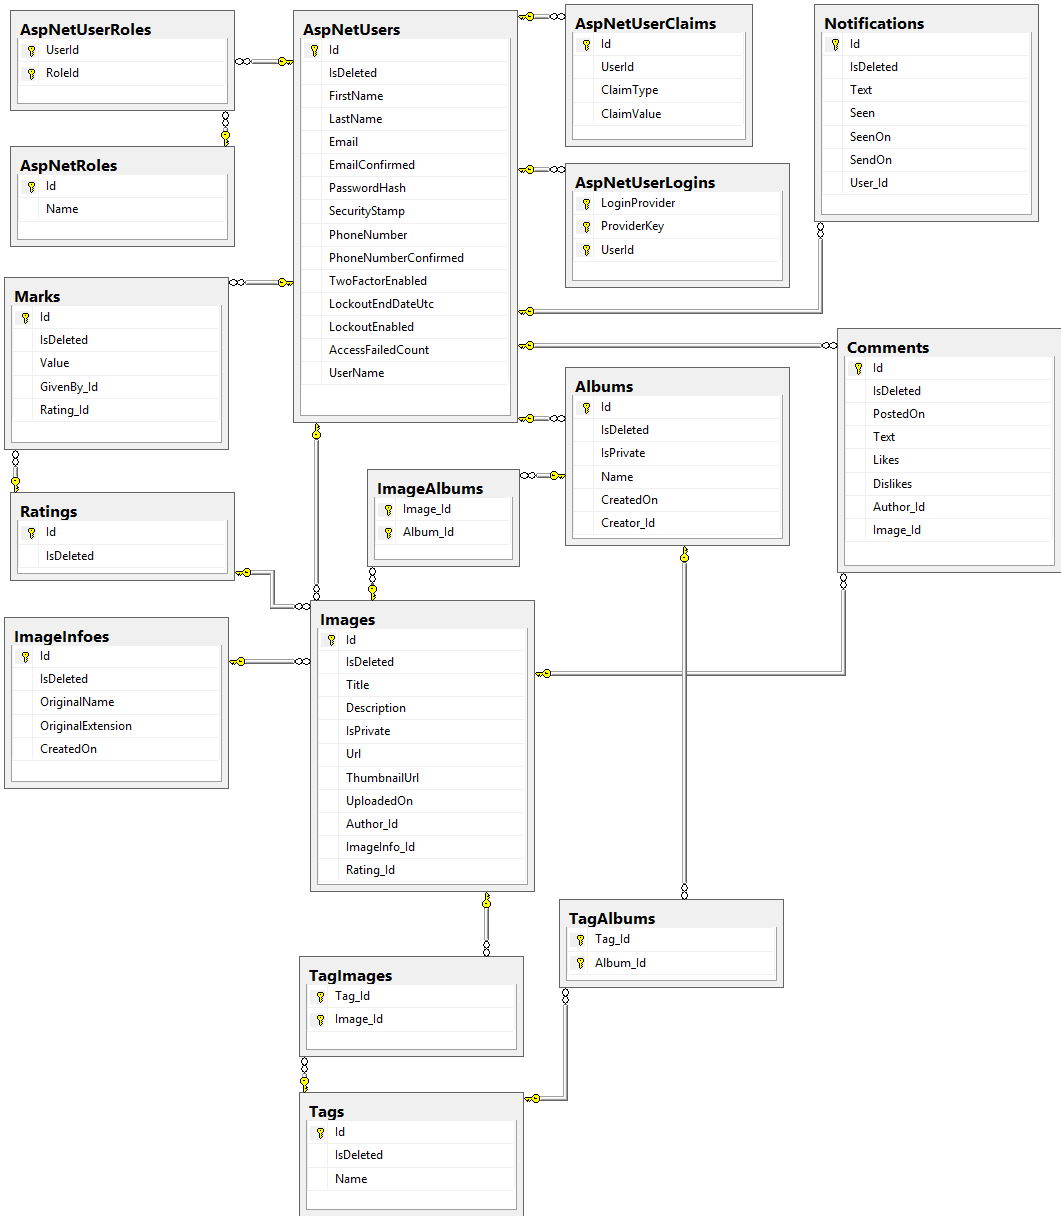 AspNetUserRoles
UserId
RoleId
AspNetRoles
Id
Name
AspNetUsers
Id
IsDeleted
FirstName
LastName
Email
EmailConfirmed
PasswordHash
SecurityStamp
PhoneNumber
PhoneNumberConfirmed
TwoFactorEnabled
LockoutEndDateUtc
LockoutEnabled
AccessFailedCount
UserName
AspNetUserClaims
Id
UserId
ClaimType
ClaimValue
AspNetUserLogins
LoginProvider
ProviderKey
UserId
Notifications
Id
IsDeleted
Text
Seen
SeenOn
SendOn
User_Id
Marks
Id
IsDeleted
Value
GivenBy_Id
Rating_Id
Ratings
Id
IsDeleted
ImageAlbums
Image_Id
Album_Id
Albums
Id
IsDeleted
IsPrivate
Name
CreatedOn
Creator_Id
Comments
Id
IsDeleted
PostedOn
Text
Likes
Dislikes
Author_Id
Image_Id
ImageInfoes
Id
IsDeleted
OriginalName
OriginalExtension
CreatedOn
Images
Id
IsDeleted
Title
Description
IsPrivate
Url
ThumbnailUrl
UploadedOn
Author_Id
ImageInfo_Id
Rating_Id
TagAlbums
Tag_Id
Album_Id
TagImages
Tag_Id
Image_Id
Tags
Id
IsDeleted
Name